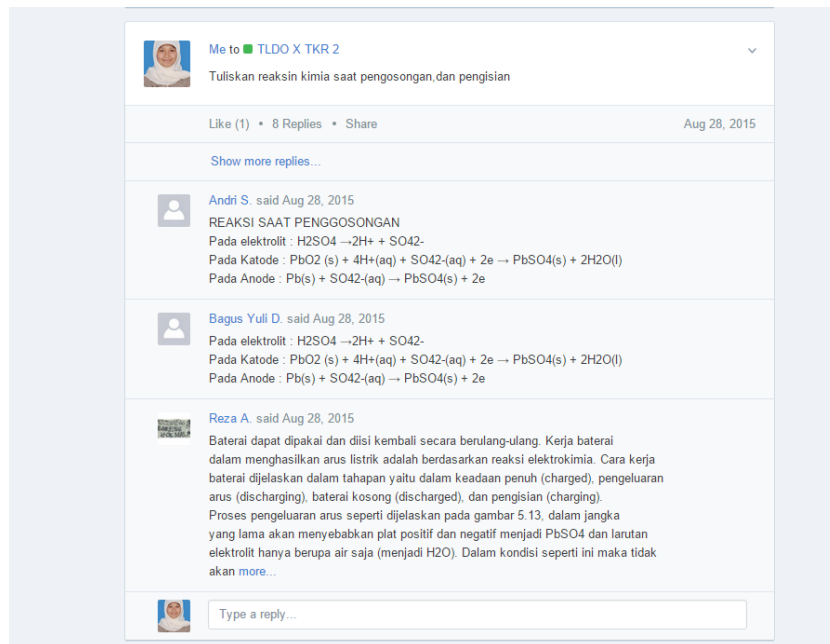 Me to TLDO X TKR 2
Tuliskan reaksin kimia saat pengosongan,dan pengisian
Like (1) • 8 Replies • Share Aug 28, 2015
Show more replies...
Andri S. said Aug 28, 2015
REAKSI SAAT PENGGOSONGAN
Pada elektrolit : H2SO4 →2H+ + SO42-
Pada Katode : PbO2 (s) + 4H+(aq) + SO42-(aq) + 2e → PbSO4(s) + 2H2O(l)
Pada Anode : Pb(s) + SO42-(aq) → PbSO4(s) + 2e
Bagus Yuli D. said Aug 28, 2015
Pada elektrolit : H2SO4 →2H+ + SO42-
Pada Katode : PbO2 (s) + 4H+(aq) + SO42-(aq) + 2e → PbSO4(s) + 2H2O(l)
Pada Anode : Pb(s) + SO42-(aq) → PbSO4(s) + 2e
Reza A. said Aug 28, 2015
Baterai dapat dipakai dan diisi kembali secara berulang-ulang. Kerja baterai
dalam menghasilkan arus listrik adalah berdasarkan reaksi elektrokimia. Cara kerja
baterai dijelaskan dalam tahapan yaitu dalam keadaan penuh (charged), pengeluaran
arus (discharging), baterai kosong (discharged), dan pengisian (charging).
Proses pengeluaran arus seperti dijelaskan pada gambar 5.13, dalam jangka
yang lama akan menyebabkan plat positif dan negatif menjadi PbSO4 dan larutan
elektrolit hanya berupa air saja (menjadi H2O). Dalam kondisi seperti ini maka tidak
akan more...
Type a reply...